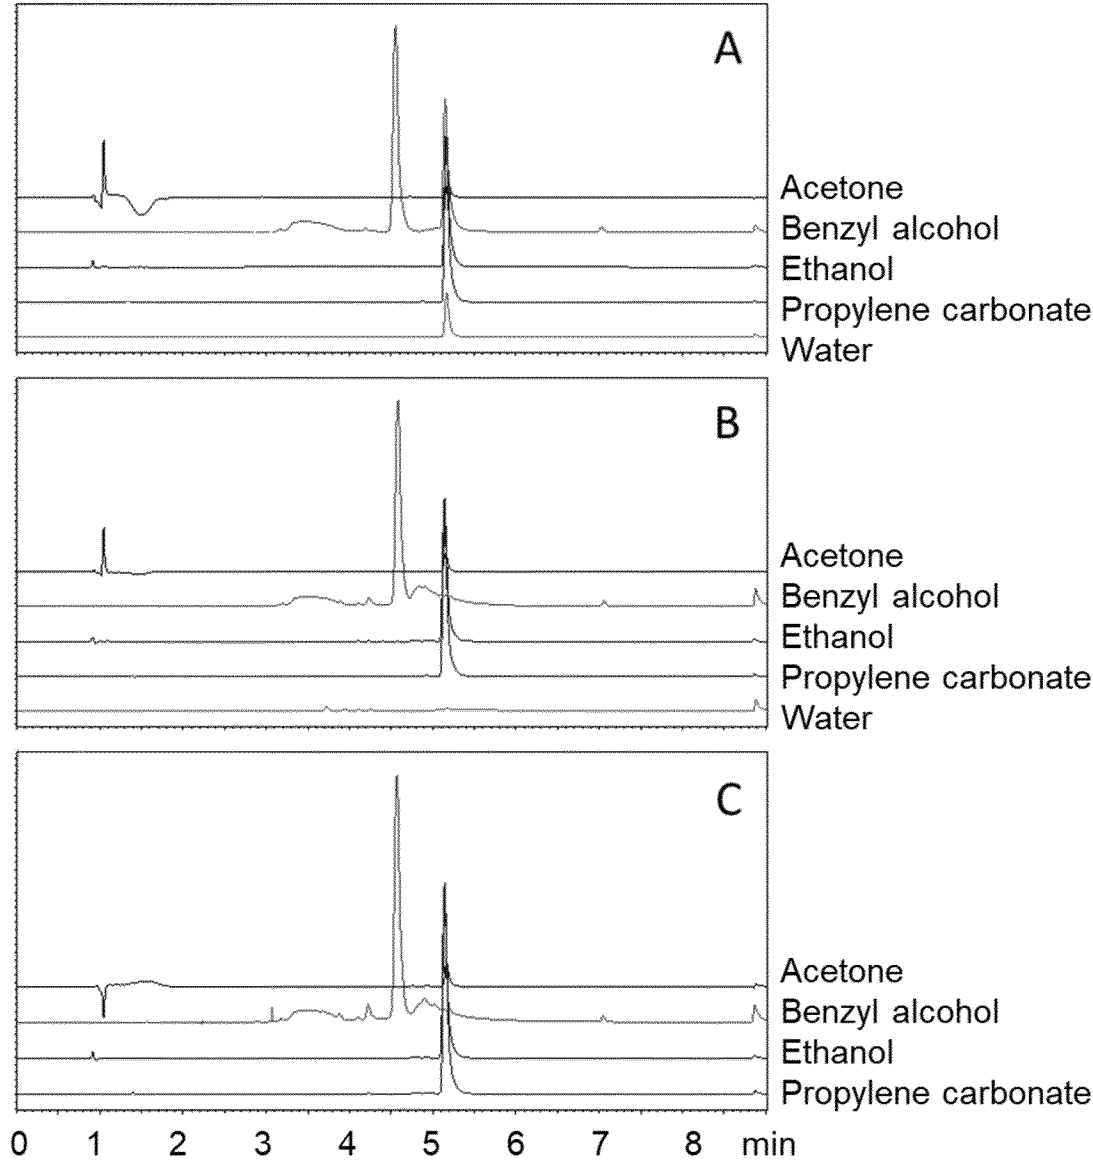 A
Acetone
Benzyl alcohol
Ethanol
Propylene carbonate
Water
B
Acetone
Benzyl alcohol
Ethanol
Propylene carbonate
Water
C
Acetone
Benzyl alcohol
Ethanol
Propylene carbonate
0 1 2 3 4 5 6 7 8 min